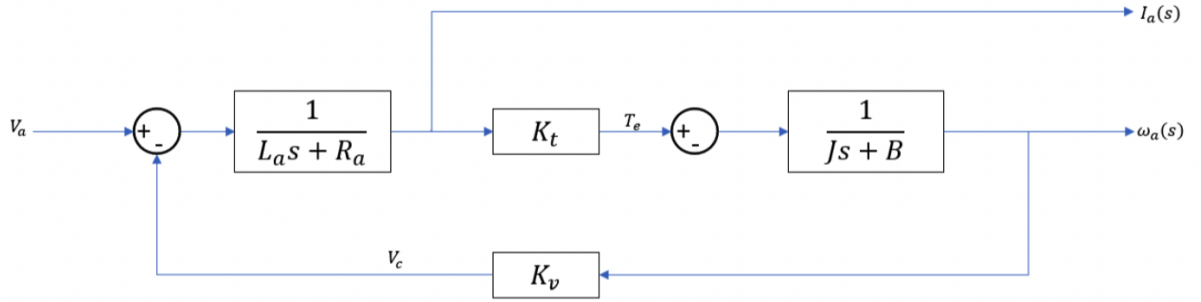 Iₐ(s)
Vₐ
+
-
1
Lₐs + Rₐ
Kₜ
Tₑ
+
-
1
Js + B
ωₐ(s)
V꜀
Kᵥ